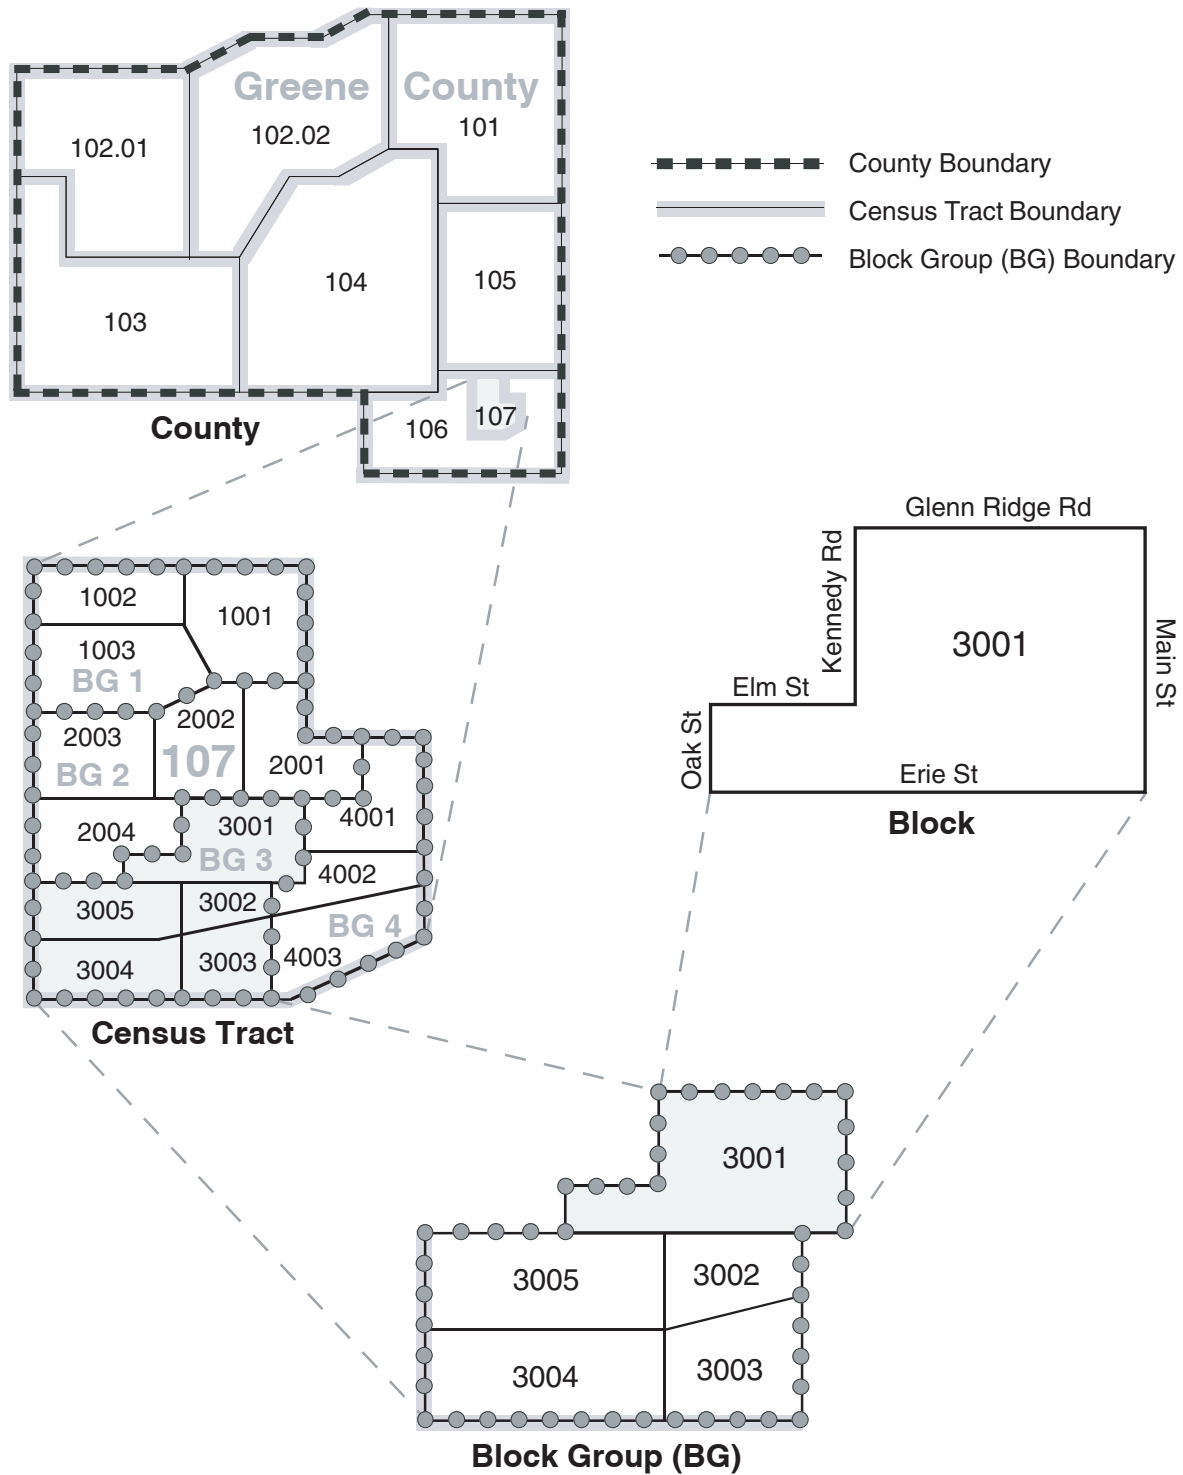 Greene County
102.01
102.02
101
103
104
105
106
107
County
County Boundary
Census Tract Boundary
Block Group (BG) Boundary
1002
1001
1003
BG 1
2002
2003
BG 2
107
2001
2004
3001
4001
BG 3
4002
3005
3002
BG 4
3004
3003
4003
Census Tract
Glenn Ridge Rd
Kennedy Rd
3001
Main St
Elm St
Oak St
Erie St
Block
3001
3005
3002
3004
3003
Block Group (BG)